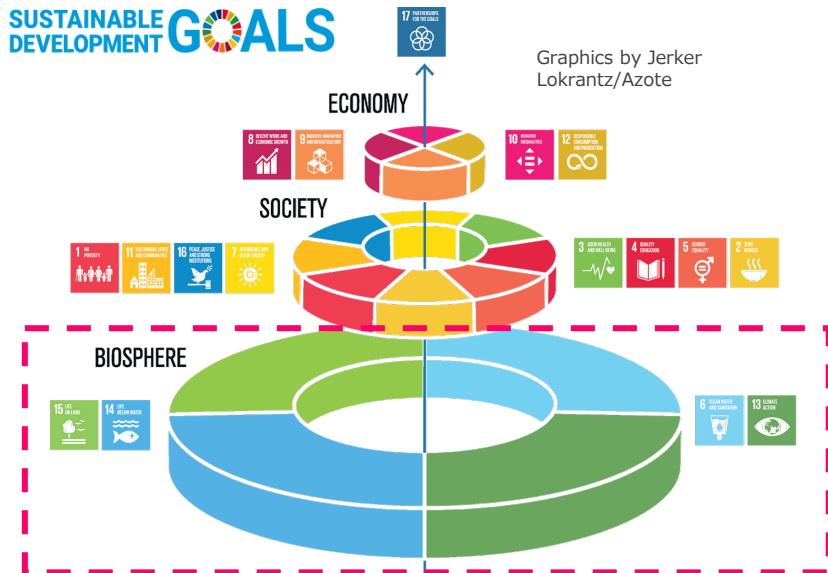 SUSTAINABLE
DEVELOPMENT
GOALS
17 PARTNERSHIPS
FOR THE GOALS
Graphics by Jerker
Lokrantz/Azote
ECONOMY
8 DECENT WORK AND
ECONOMIC GROWTH
9 INDUSTRY, INNOVATION
AND INFRASTRUCTURE
10 REDUCED
INEQUALITIES
12 RESPONSIBLE
CONSUMPTION
AND PRODUCTION
SOCIETY
1 NO
POVERTY
11 SUSTAINABLE CITIES
AND COMMUNITIES
16 PEACE, JUSTICE
AND STRONG
INSTITUTIONS
7 AFFORDABLE AND
CLEAN ENERGY
3 GOOD HEALTH
AND WELL-BEING
4 QUALITY
EDUCATION
5 GENDER
EQUALITY
2 ZERO
HUNGER
BIOSPHERE
15 LIFE
ON LAND
14 LIFE
BELOW WATER
6 CLEAN WATER
AND SANITATION
13 CLIMATE
ACTION